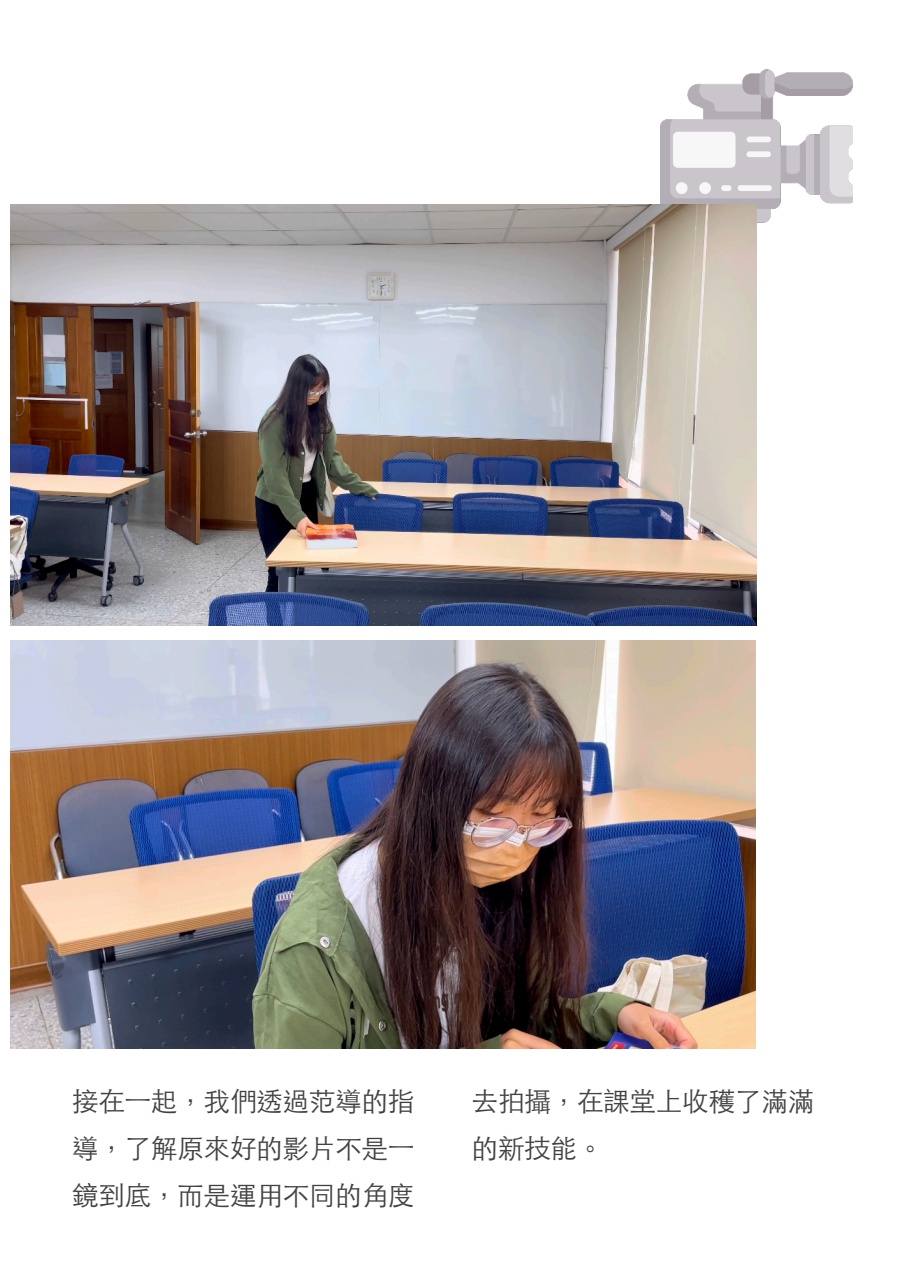 接在一起，我們透過范導的指
導，了解原來好的影片不是一
鏡到底，而是運用不同的角度
去拍攝，在課堂上收穫了滿滿
的新技能。